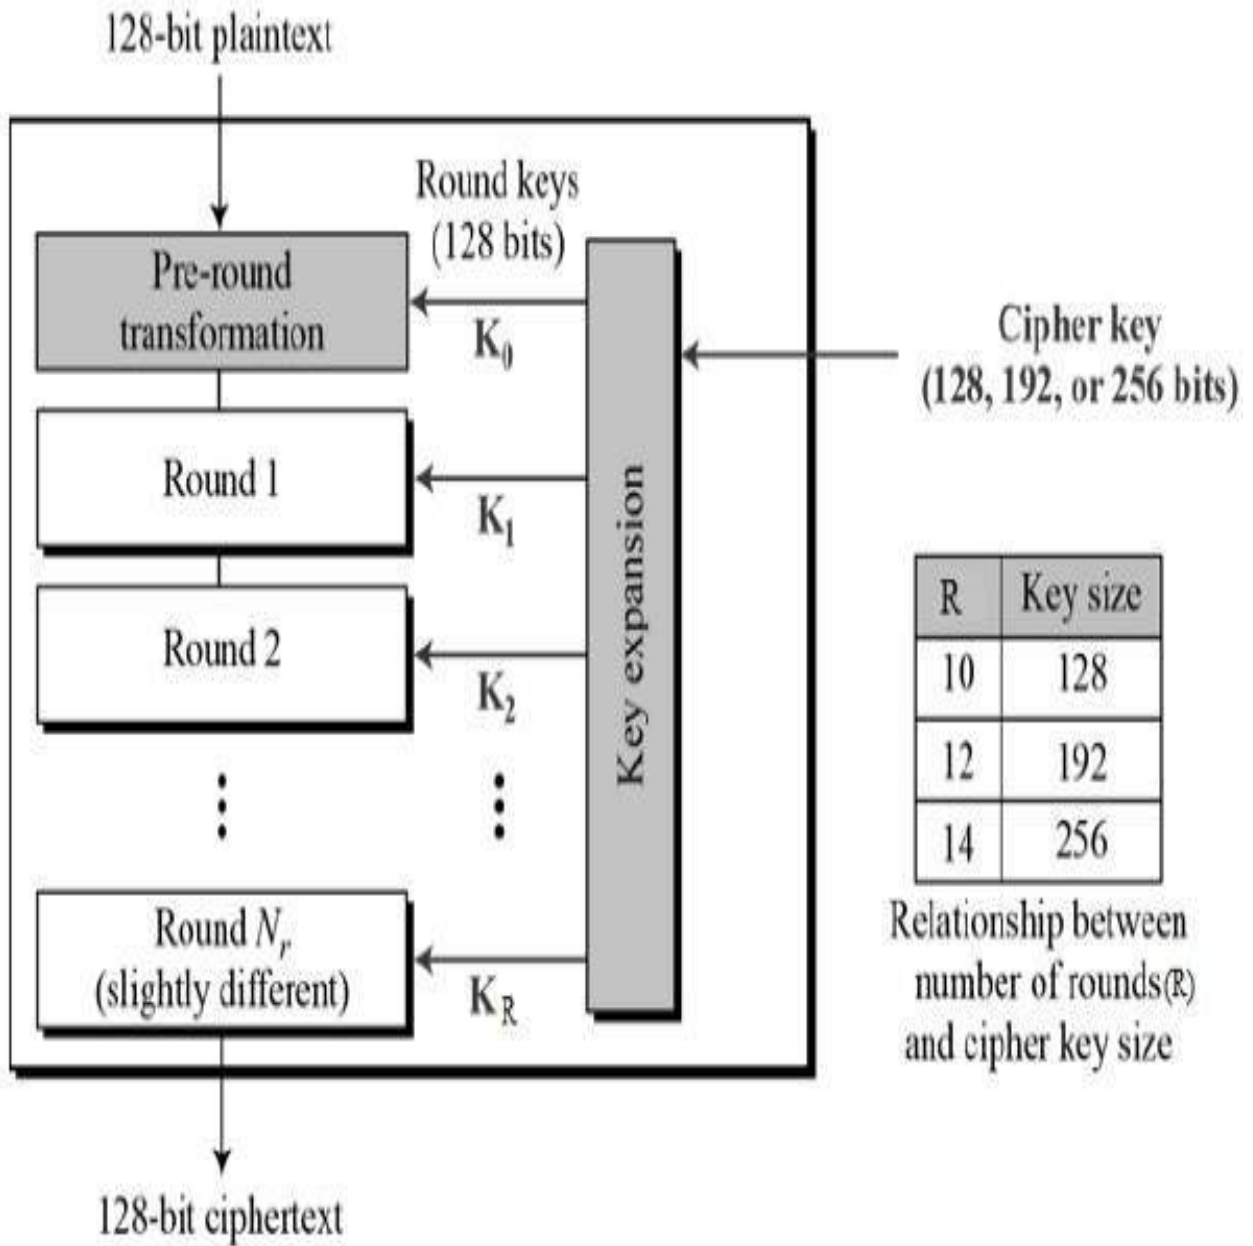 128-bit plaintext
Round keys
(128 bits)
Pre-round
transformation
K0
Cipher key
(128, 192, or 256 bits)
Round 1
K1
Key expansion
Round 2
K2
R Key size
10 128
12 192
14 256
Round Nr
(slightly different)
KR
Relationship between
number of rounds(R)
and cipher key size
128-bit ciphertext